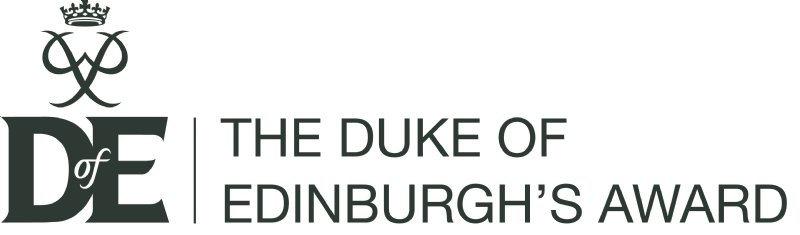 DofE
THE DUKE OF
EDINBURGH'S AWARD